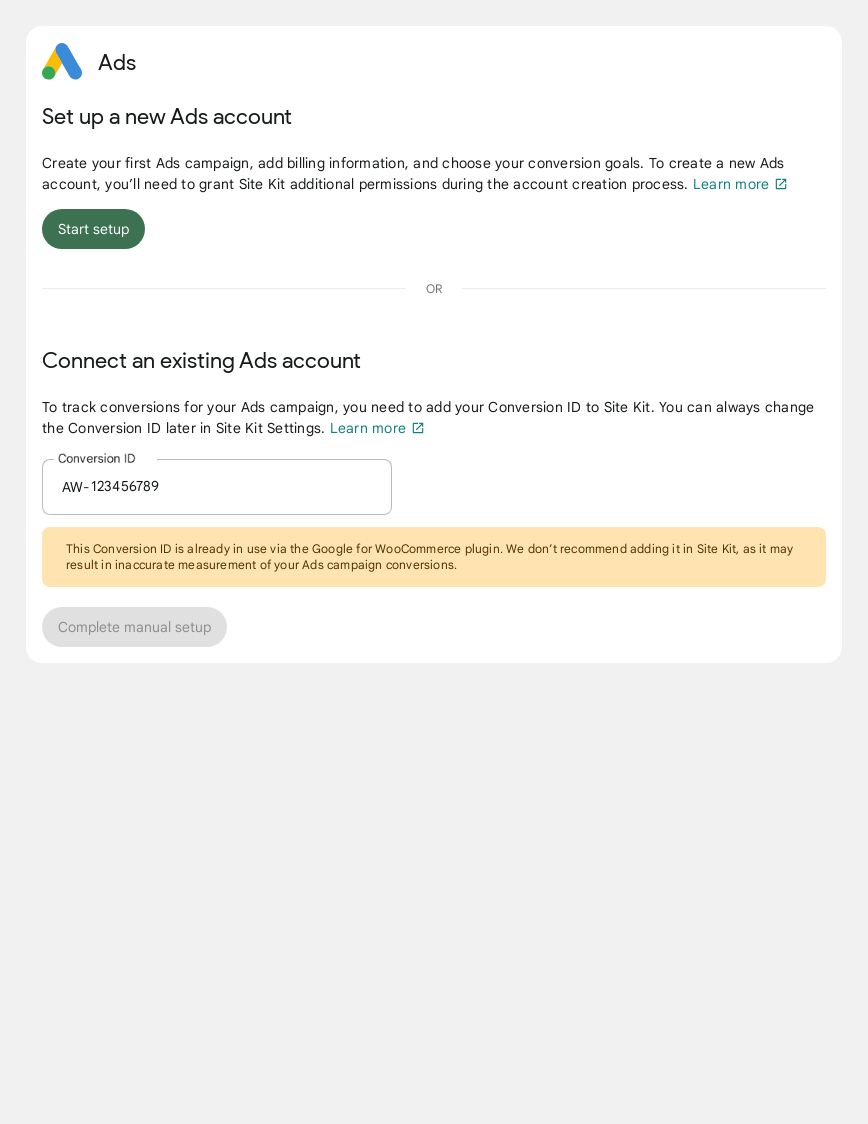 Ads
Set up a new Ads account
Create your first Ads campaign, add billing information, and choose your conversion goals. To create a new Ads
account, you’ll need to grant Site Kit additional permissions during the account creation process. Learn more
Start setup
OR
Connect an existing Ads account
To track conversions for your Ads campaign, you need to add your Conversion ID to Site Kit. You can always change
the Conversion ID later in Site Kit Settings. Learn more
Conversion ID
AW-123456789
This Conversion ID is already in use via the Google for WooCommerce plugin. We don’t recommend adding it in Site Kit, as it may
result in inaccurate measurement of your Ads campaign conversions.
Complete manual setup